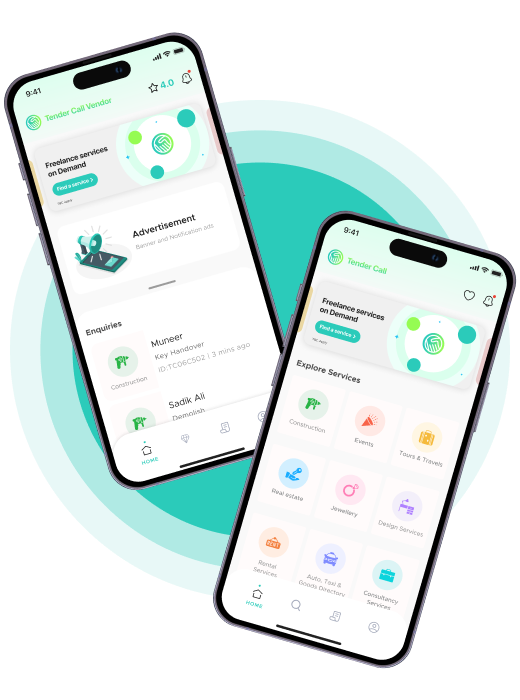 9:41
4.0
Tender Call Vendor
Freelance services
on Demand
Find a service >
Advertisement
Banner and Notification ads
Enquiries
Construction
Muneer
Key Handover
ID:TC06C502 | 3 mins ago
Sadik Ali
Demolish
HOME
9:41
Tender Call
Freelance services
on Demand
Find a service >
Explore Services
Construction
Events
Tours & Travels
Real estate
Jewellery
Design Services
RENT
Rental
Services
Auto, Taxi &
Goods Directory
Consultancy
Services
HOME